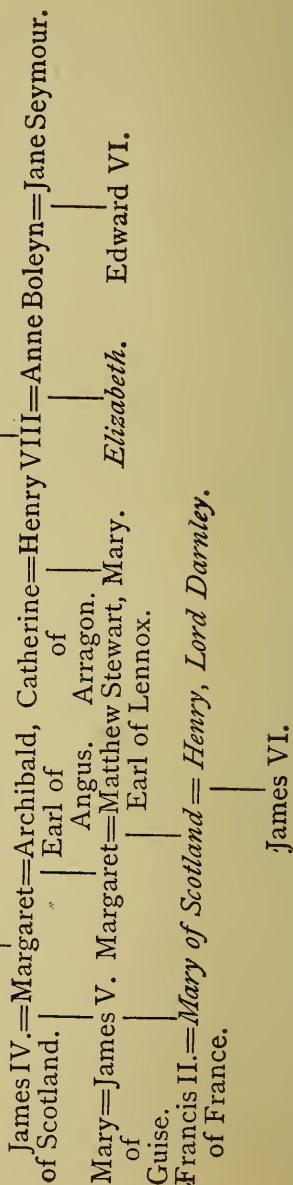 James IV.=Margaret=Archibald, Catherine=Henry VIII=Anne Boleyn=Jane Seymour.
of Scotland. Earl of of
Angus. Arragon.
Mary=James V. Margaret=Matthew Stewart, Mary. Elizabeth. Edward VI.
of Earl of Lennox.
Guise.
Francis II.=Mary of Scotland=Henry, Lord Darnley.
of France.
James VI.